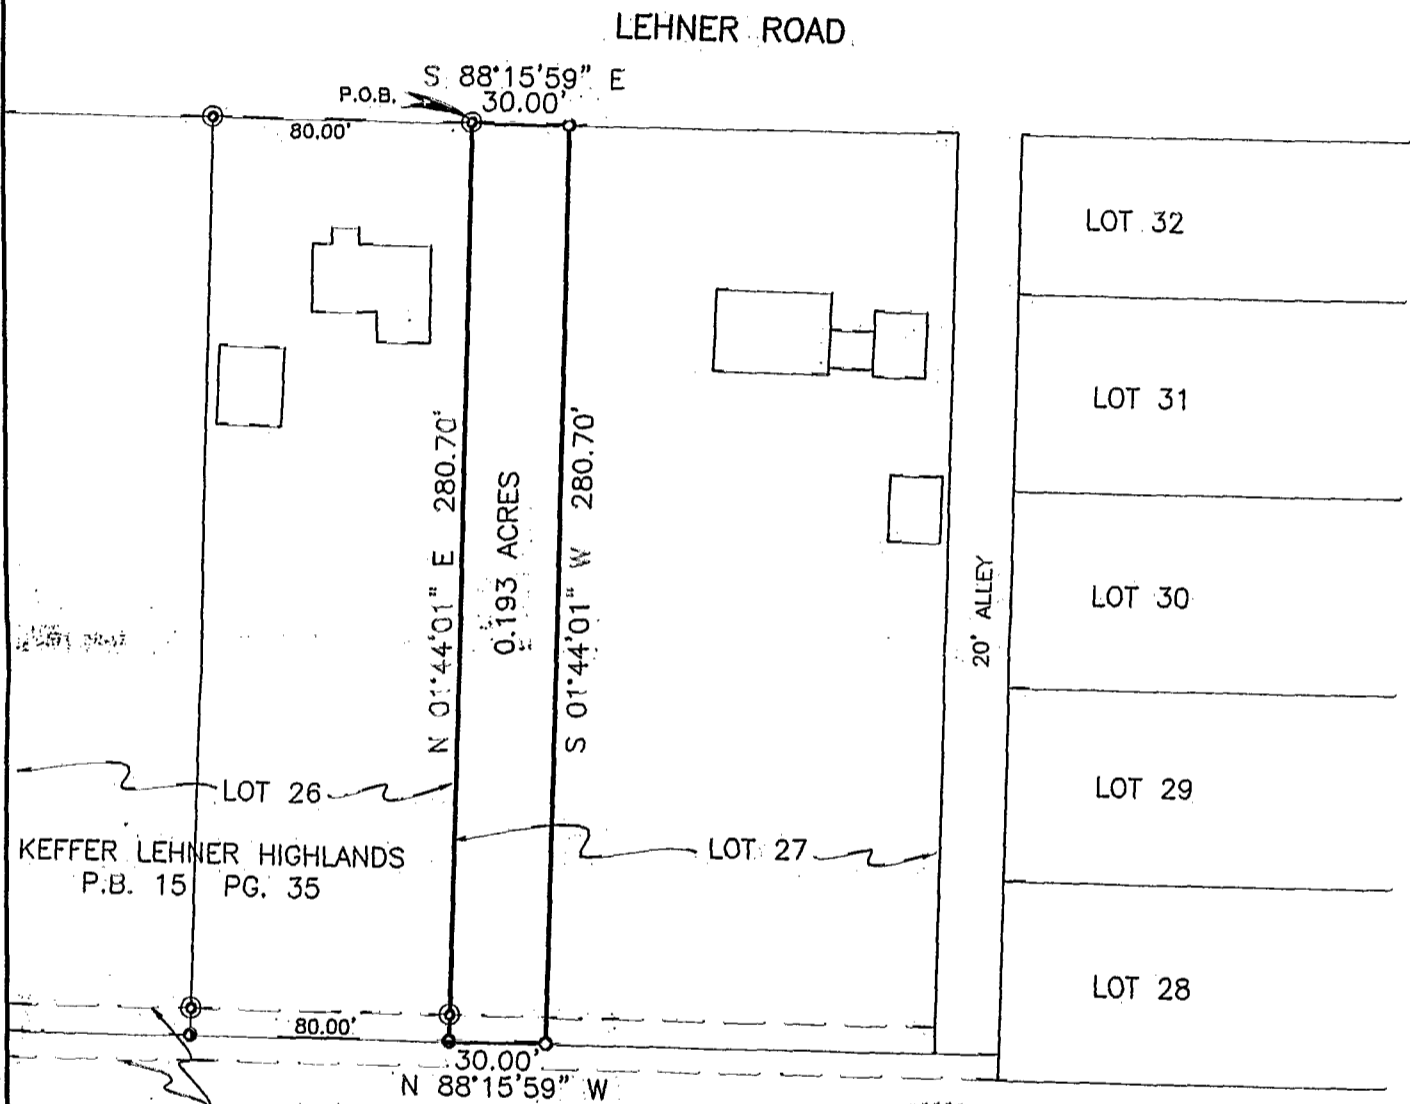 LEHNER ROAD
S 88°15'59" E
30.00'
P.O.B.
80.00'
LOT 32
LOT 31
N 01°44'01" E 280.70'
0.193 ACRES
S 01°44'01" W 280.70'
20' ALLEY
LOT 30
LOT 26
LOT 29
LOT 27
KEFFER LEHNER HIGHLANDS
P.B. 15 PG. 35
LOT 28
80.00'
30.00'
N 88°15'59" W